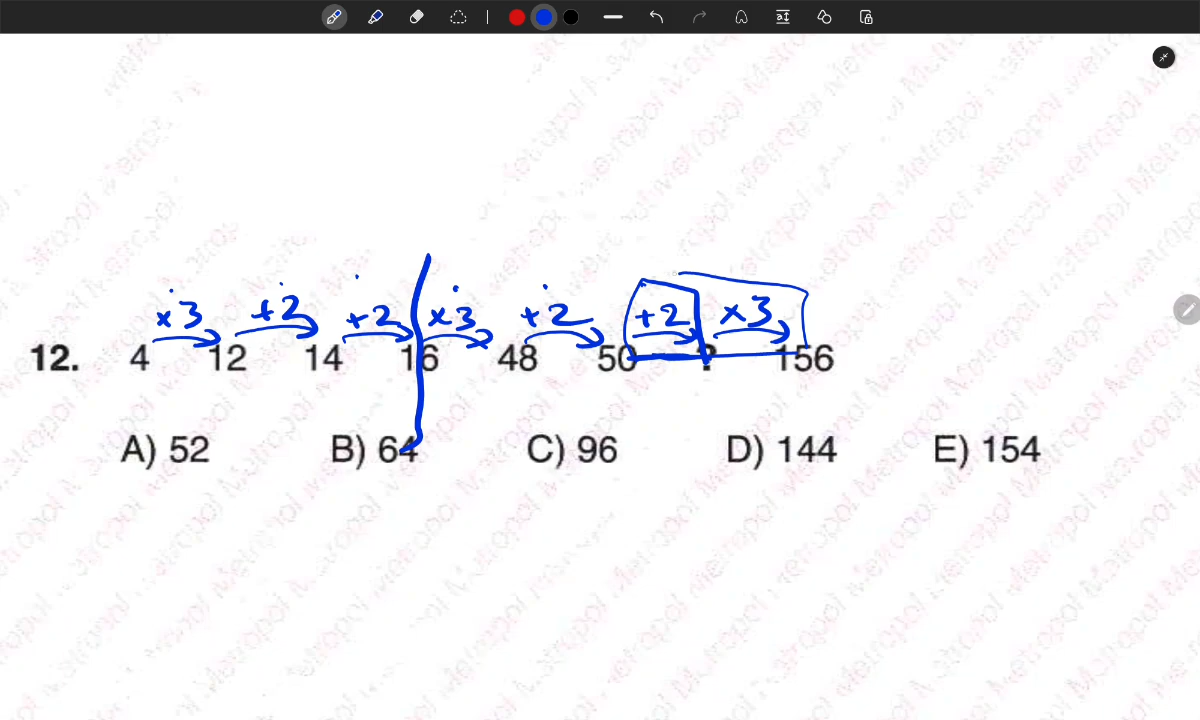 ×3 +2 +2 ×3 +2 +2 ×3
12. 4 12 14 16 48 50 ? 156
A) 52 B) 64 C) 96 D) 144 E) 154